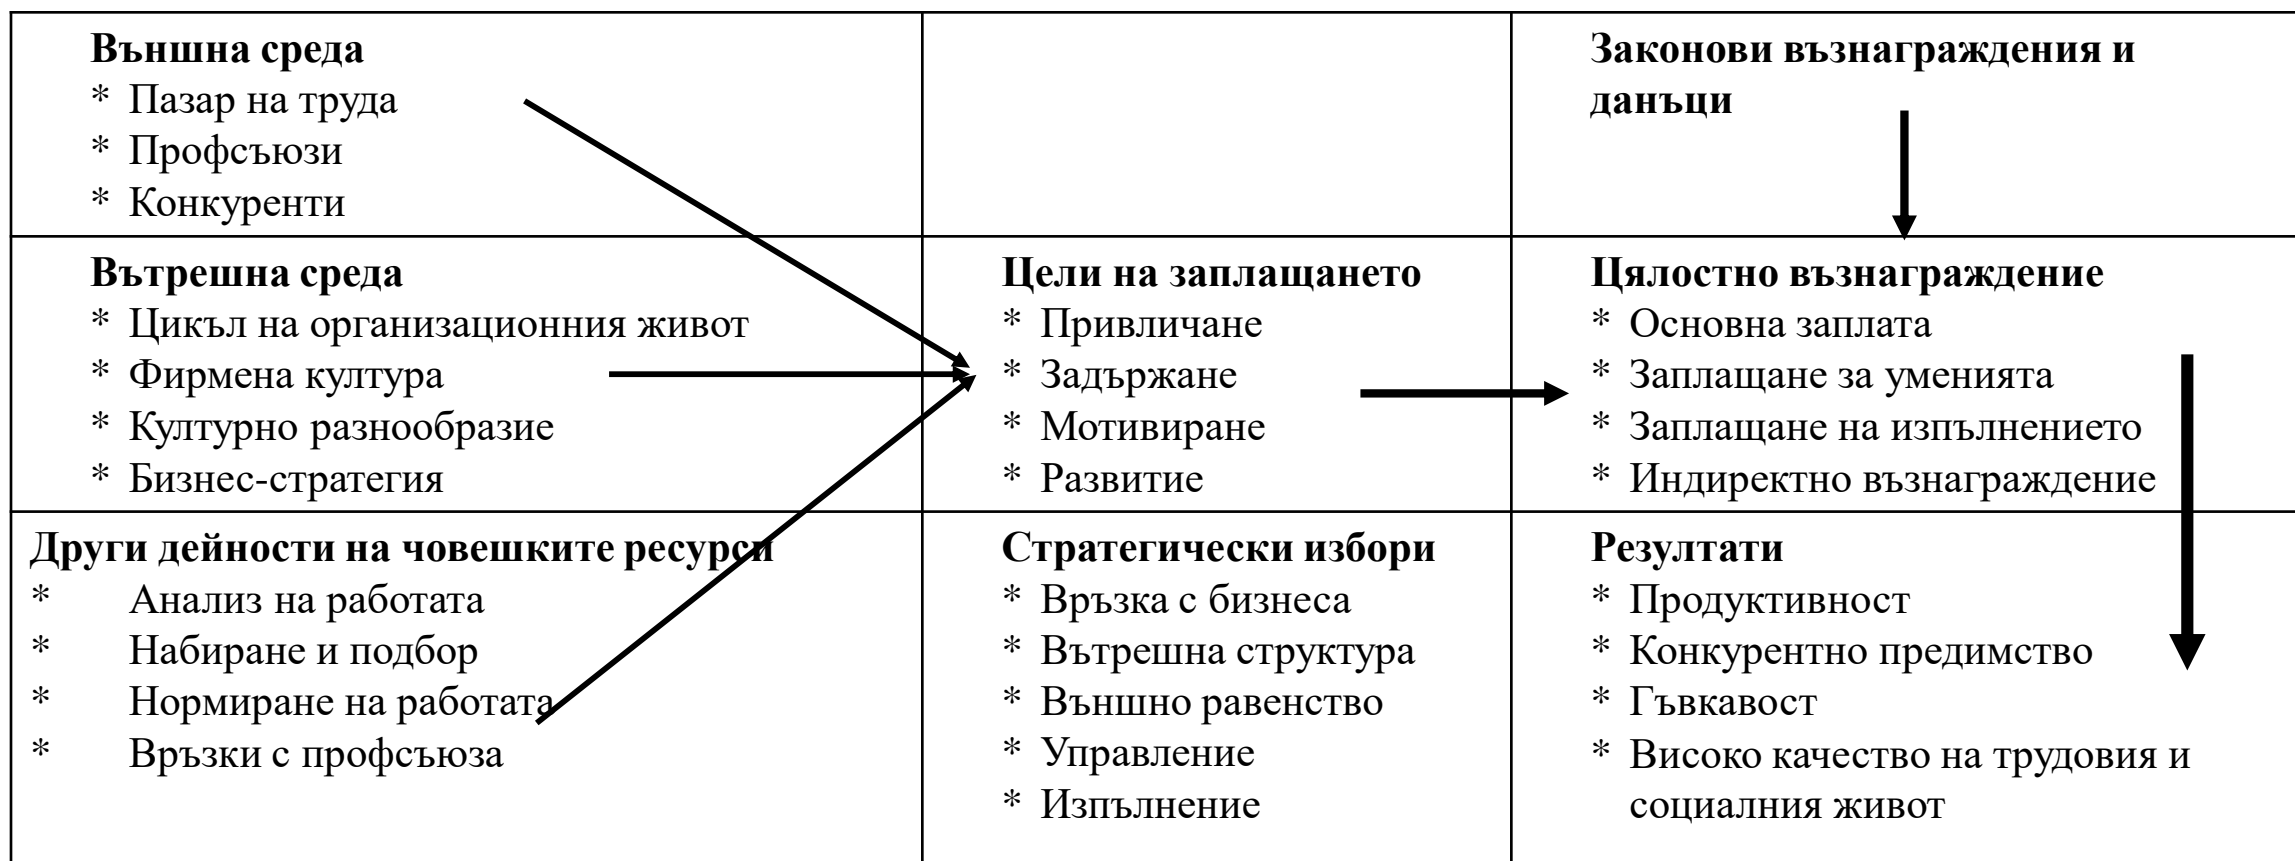 Външна среда
* Пазар на труда
* Профсъюзи
* Конкуренти
Законови възнаграждения и
данъци
Вътрешна среда
* Цикъл на организационния живот
* Фирмена култура
* Културно разнообразие
* Бизнес-стратегия
Цели на заплащането
* Привличане
* Задържане
* Мотивиране
* Развитие
Цялостно възнаграждение
* Основна заплата
* Заплащане за уменията
* Заплащане на изпълнението
* Индиректно възнаграждение
Други дейности на човешките ресурси
* Анализ на работата
* Набиране и подбор
* Нормиране на работата
* Връзки с профсъюза
Стратегически избори
* Връзка с бизнеса
* Вътрешна структура
* Външно равенство
* Управление
* Изпълнение
Резултати
* Продуктивност
* Конкурентно предимство
* Гъвкавост
* Високо качество на трудовия и
социалния живот